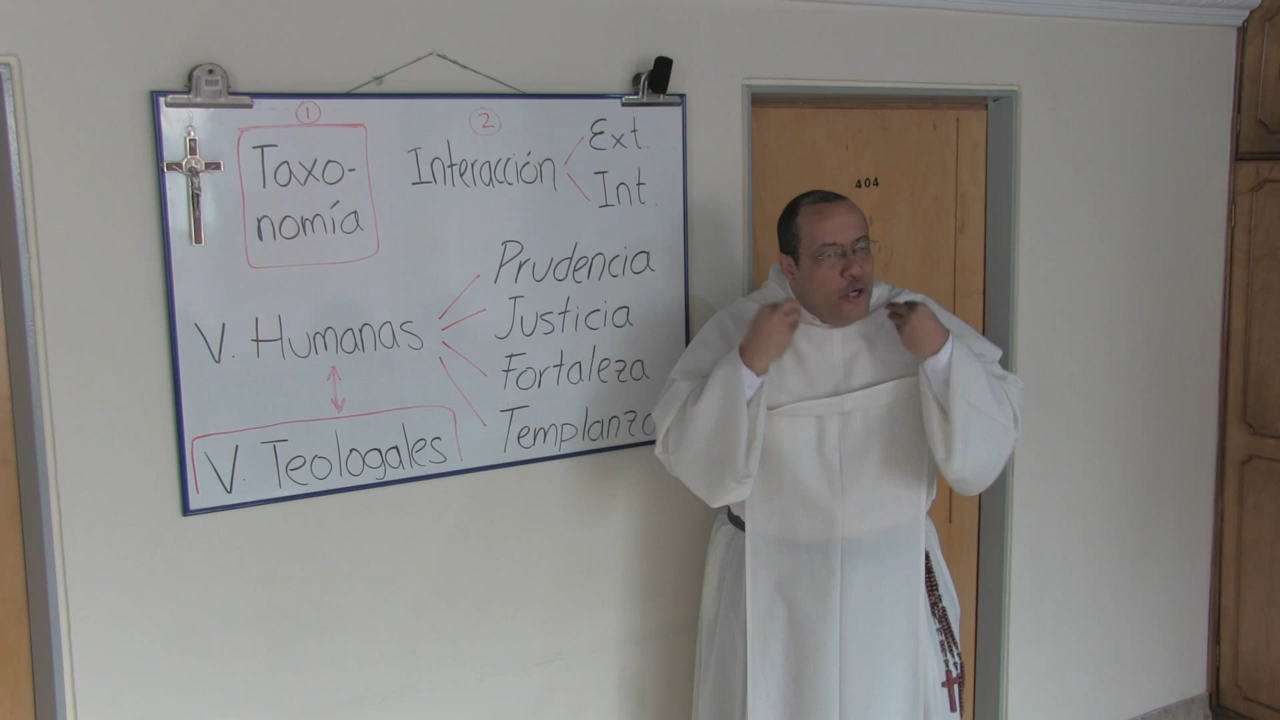 ①
Taxo-
nomía
②
Interacción
Ext.
Int.
V. Humanas
Prudencia
Justicia
Fortaleza
Templanza
V. Teologales
404